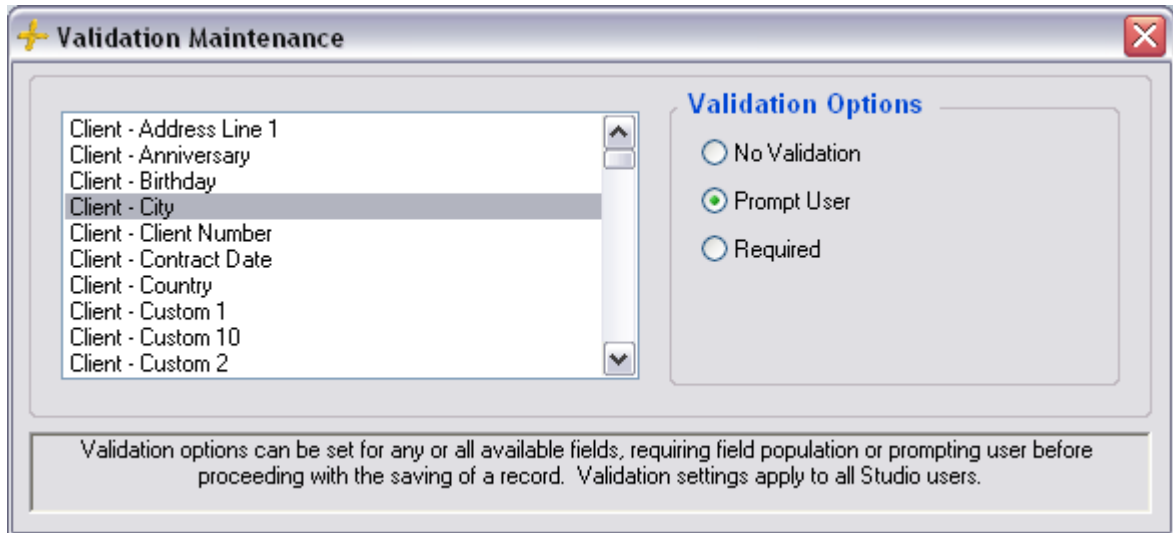 Validation Maintenance
Client - Address Line 1
Client - Anniversary
Client - Birthday
Client - City
Client - Client Number
Client - Contract Date
Client - Country
Client - Custom 1
Client - Custom 10
Client - Custom 2
Validation Options
No Validation
Prompt User
Required
Validation options can be set for any or all available fields, requiring field population or prompting user before
proceeding with the saving of a record.  Validation settings apply to all Studio users.